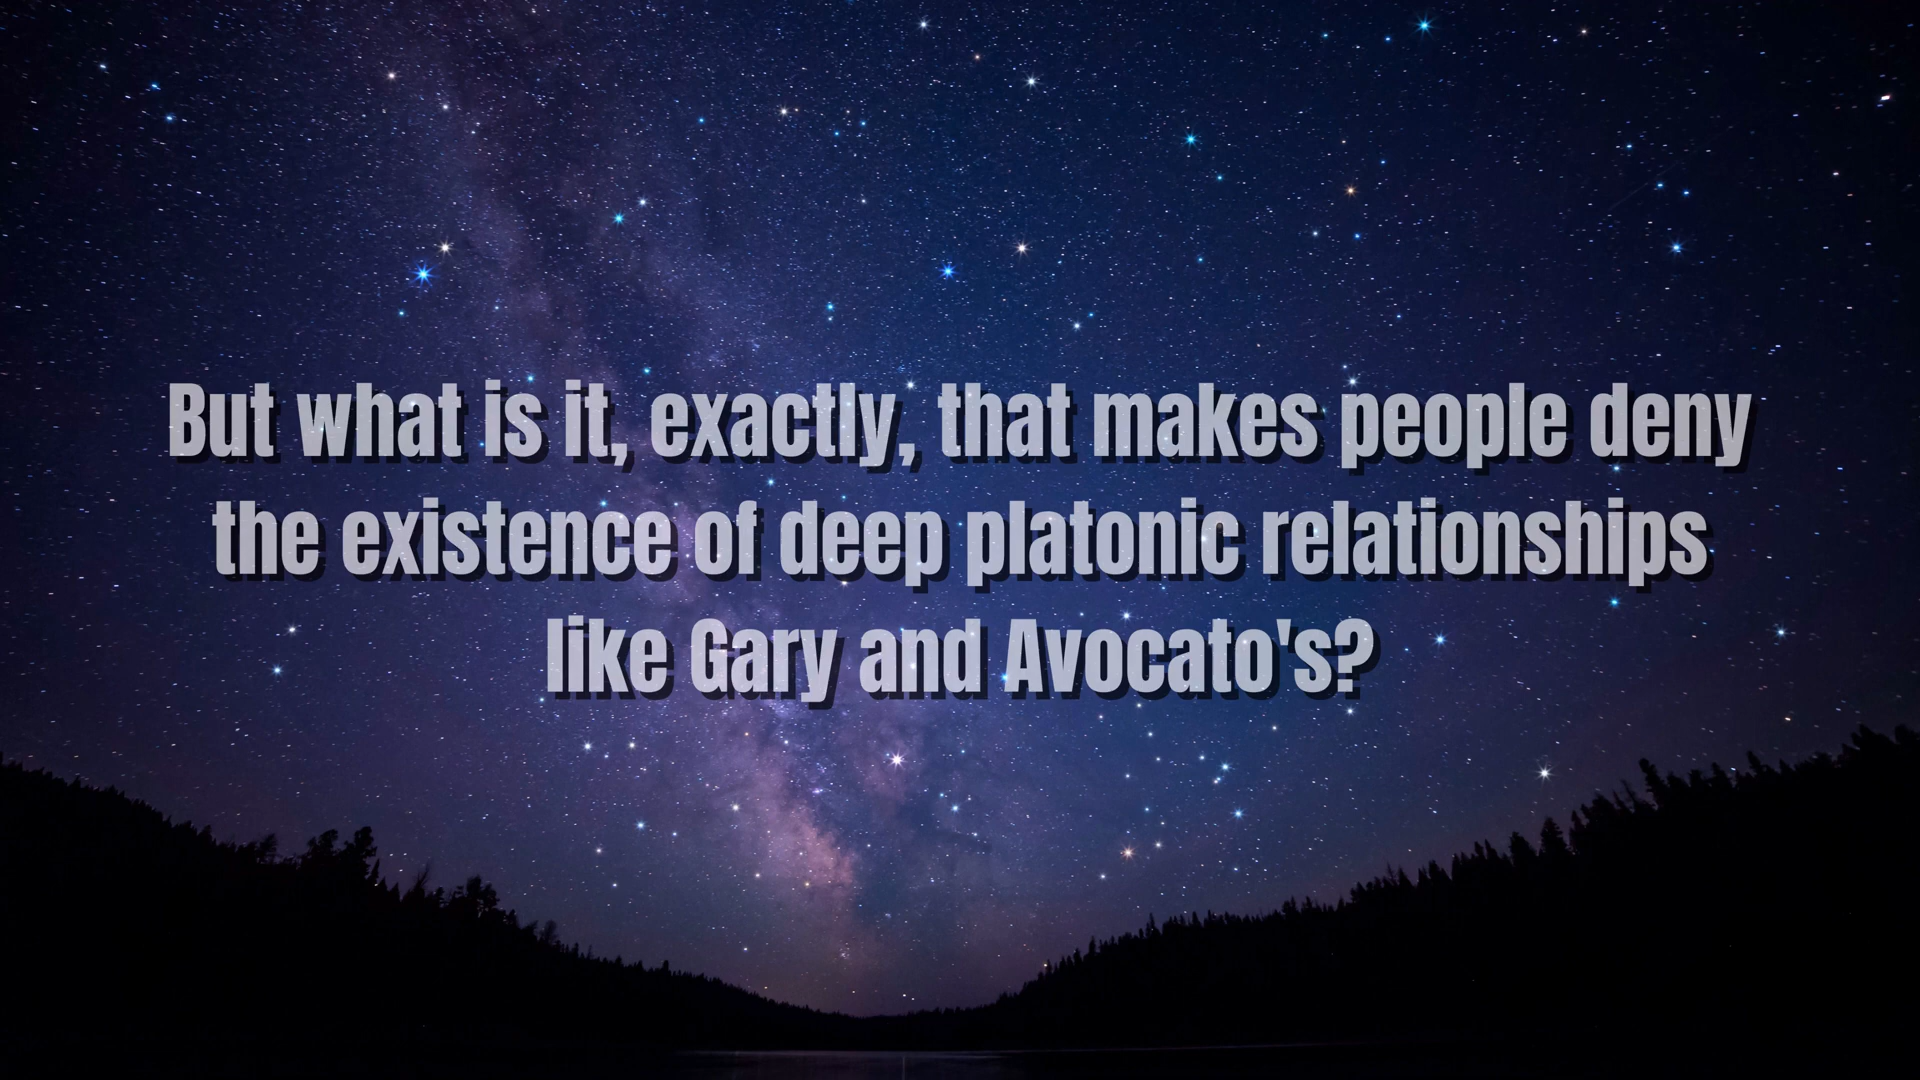 But what is it, exactly, that makes people deny
the existence of deep platonic relationships
like Gary and Avocato's?